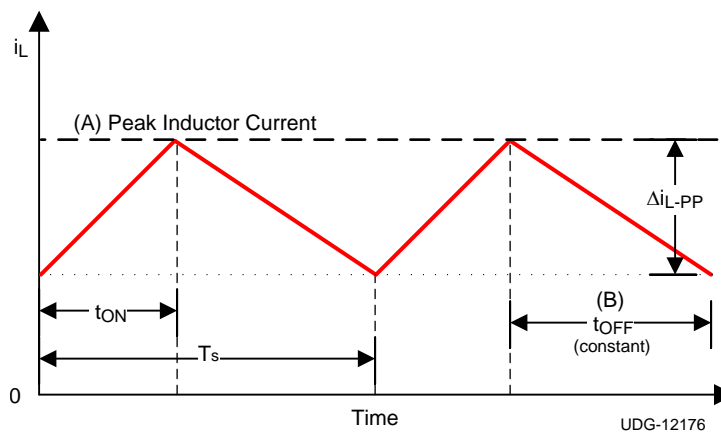 iL
(A) Peak Inductor Current
ΔiL-PP
tON
(B)
tOFF
(constant)
Ts
0
Time
UDG-12176